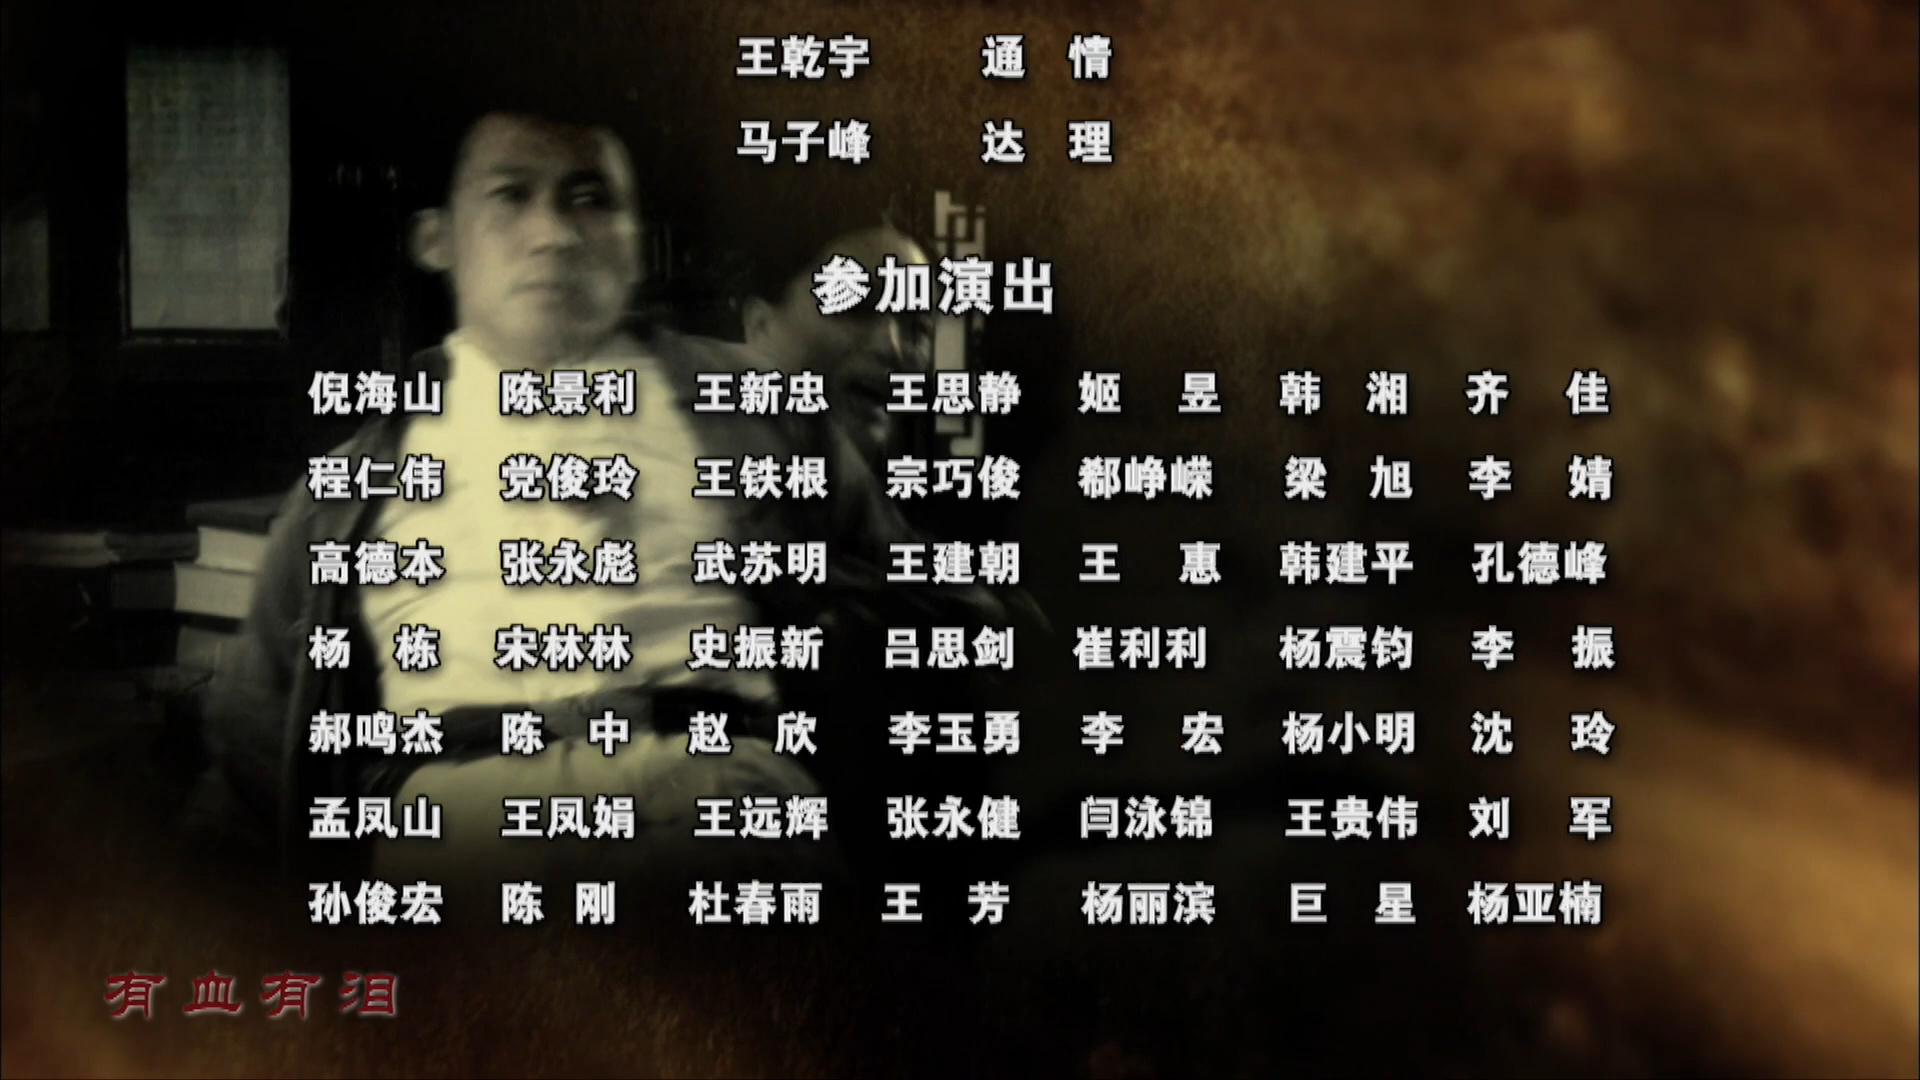 王乾宇 通 情
马子峰 达 理
参加演出
倪海山 陈景利 王新忠 王思静 姬 昱 韩 湘 齐 佳
程仁伟 党俊玲 王铁根 宗巧俊 郗峥嵘 梁 旭 李 婧
高德本 张永彪 武苏明 王建朝 王 惠 韩建平 孔德峰
杨 栋 宋林林 史振新 吕思剑 崔利利 杨震钧 李 振
郝鸣杰 陈 中 赵 欣 李玉勇 李 宏 杨小明 沈 玲
孟凤山 王凤娟 王远辉 张永健 闫泳锦 王贵伟 刘 军
孙俊宏 陈 刚 杜春雨 王 芳 杨丽滨 巨 星 杨亚楠
有血有泪